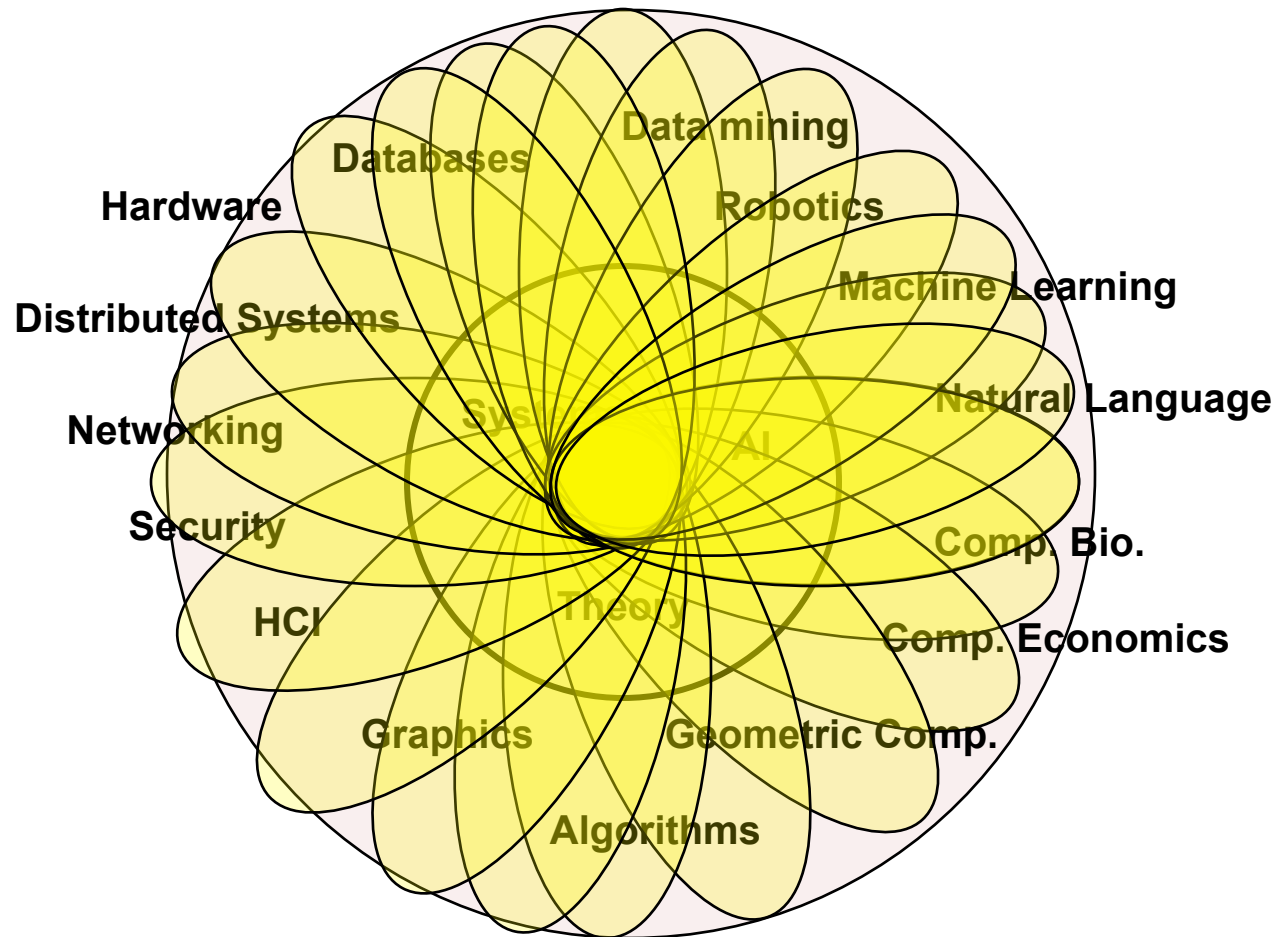 Data mining
Databases
Hardware
Robotics
Machine Learning
Distributed Systems
Natural Language
Networking
AI
Security
Comp. Bio.
Theory
HCI
Comp. Economics
Graphics
Geometric Comp.
Algorithms